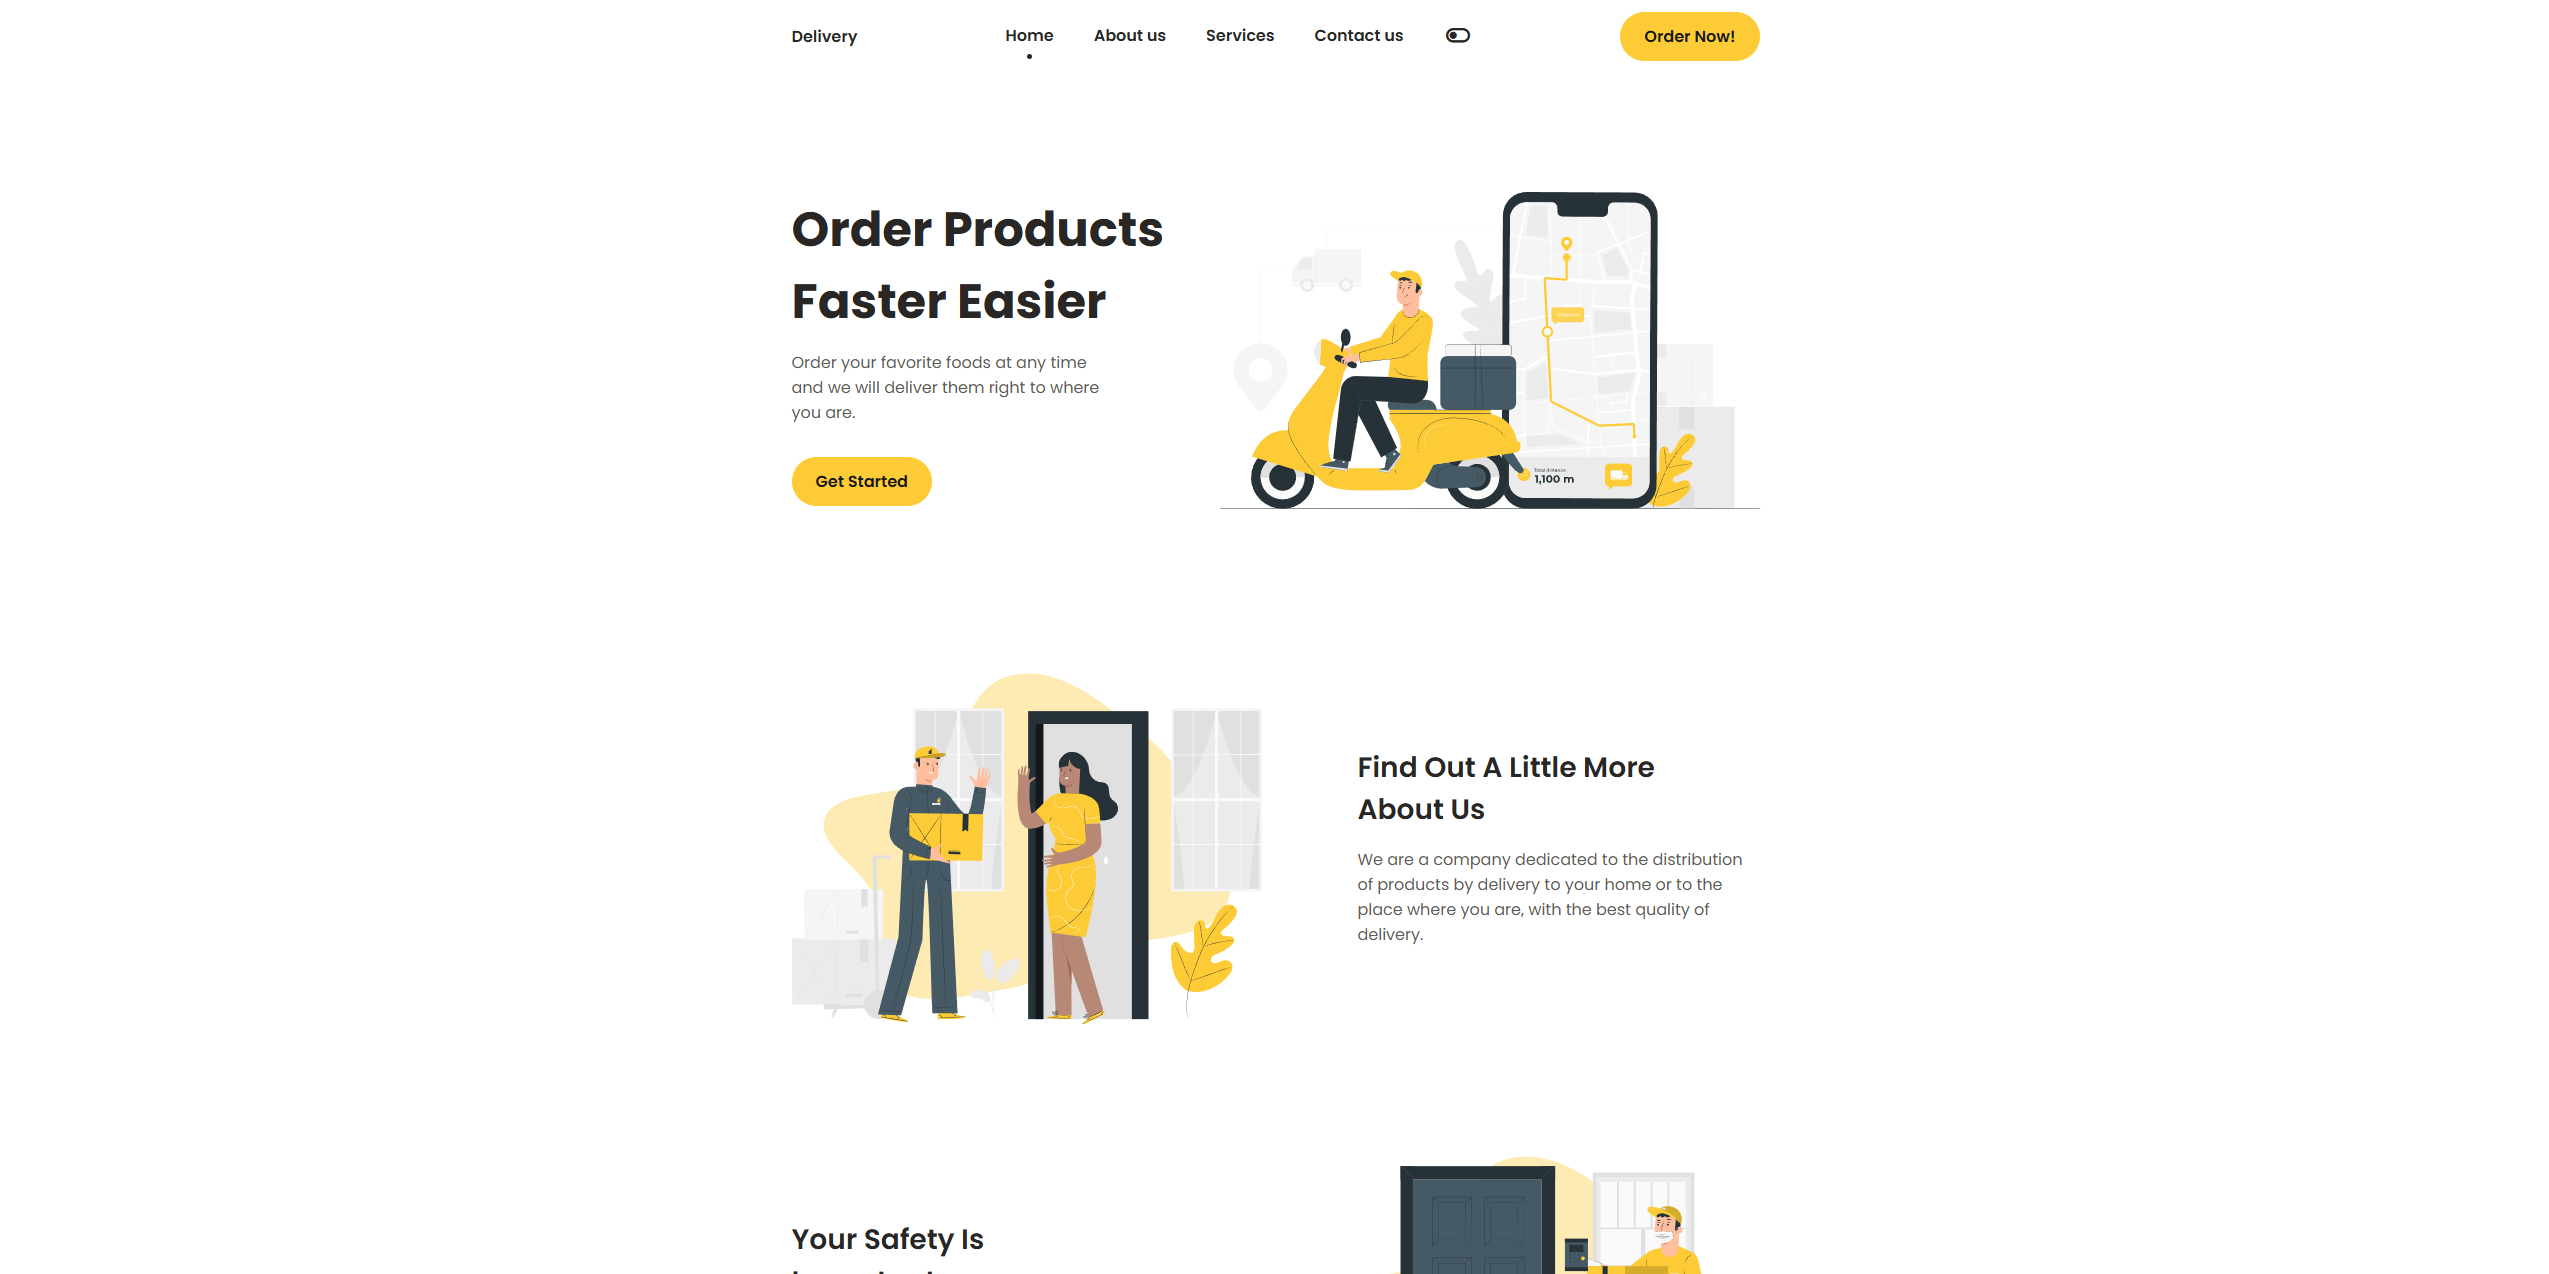 Delivery
Home
About us
Services
Contact us
Order Now!
Order Products
Faster Easier
Order your favorite foods at any time
and we will deliver them right to where
you are.
Get Started
Total distance
1,100 m
Find Out A Little More
About Us
We are a company dedicated to the distribution
of products by delivery to your home or to the
place where you are, with the best quality of
delivery.
Your Safety Is